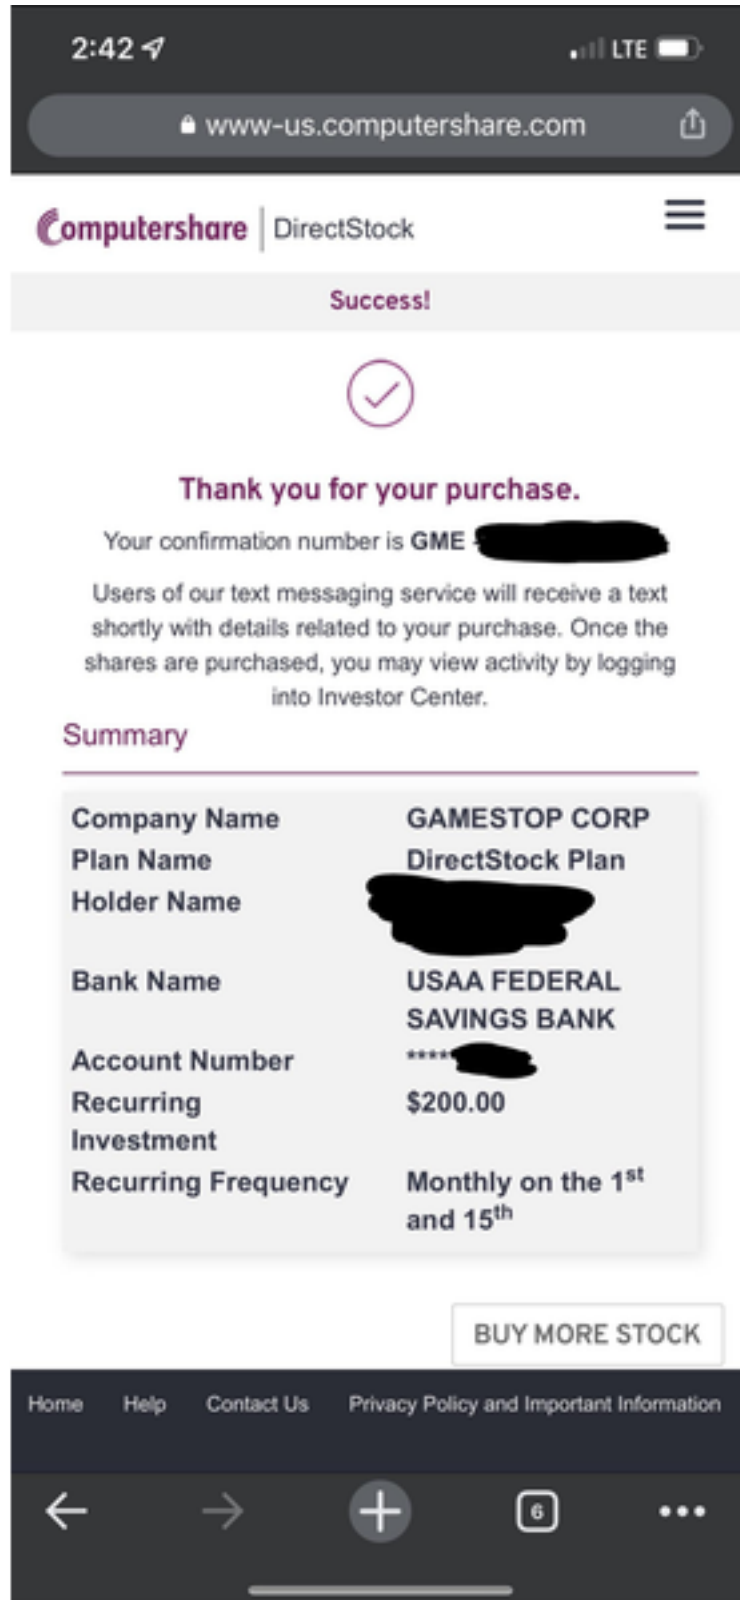 2:42 LTE
www-us.computershare.com
Computershare DirectStock
Success!
Thank you for your purchase.
Your confirmation number is GME
Users of our text messaging service will receive a text
shortly with details related to your purchase. Once the
shares are purchased, you may view activity by logging
into Investor Center.
Summary
Company Name GAMESTOP CORP
Plan Name DirectStock Plan
Holder Name
Bank Name USAA FEDERAL
SAVINGS BANK
Account Number ****
Recurring $200.00
Investment
Recurring Frequency Monthly on the 1st
and 15th
BUY MORE STOCK
Home Help Contact Us Privacy Policy and Important Information
6